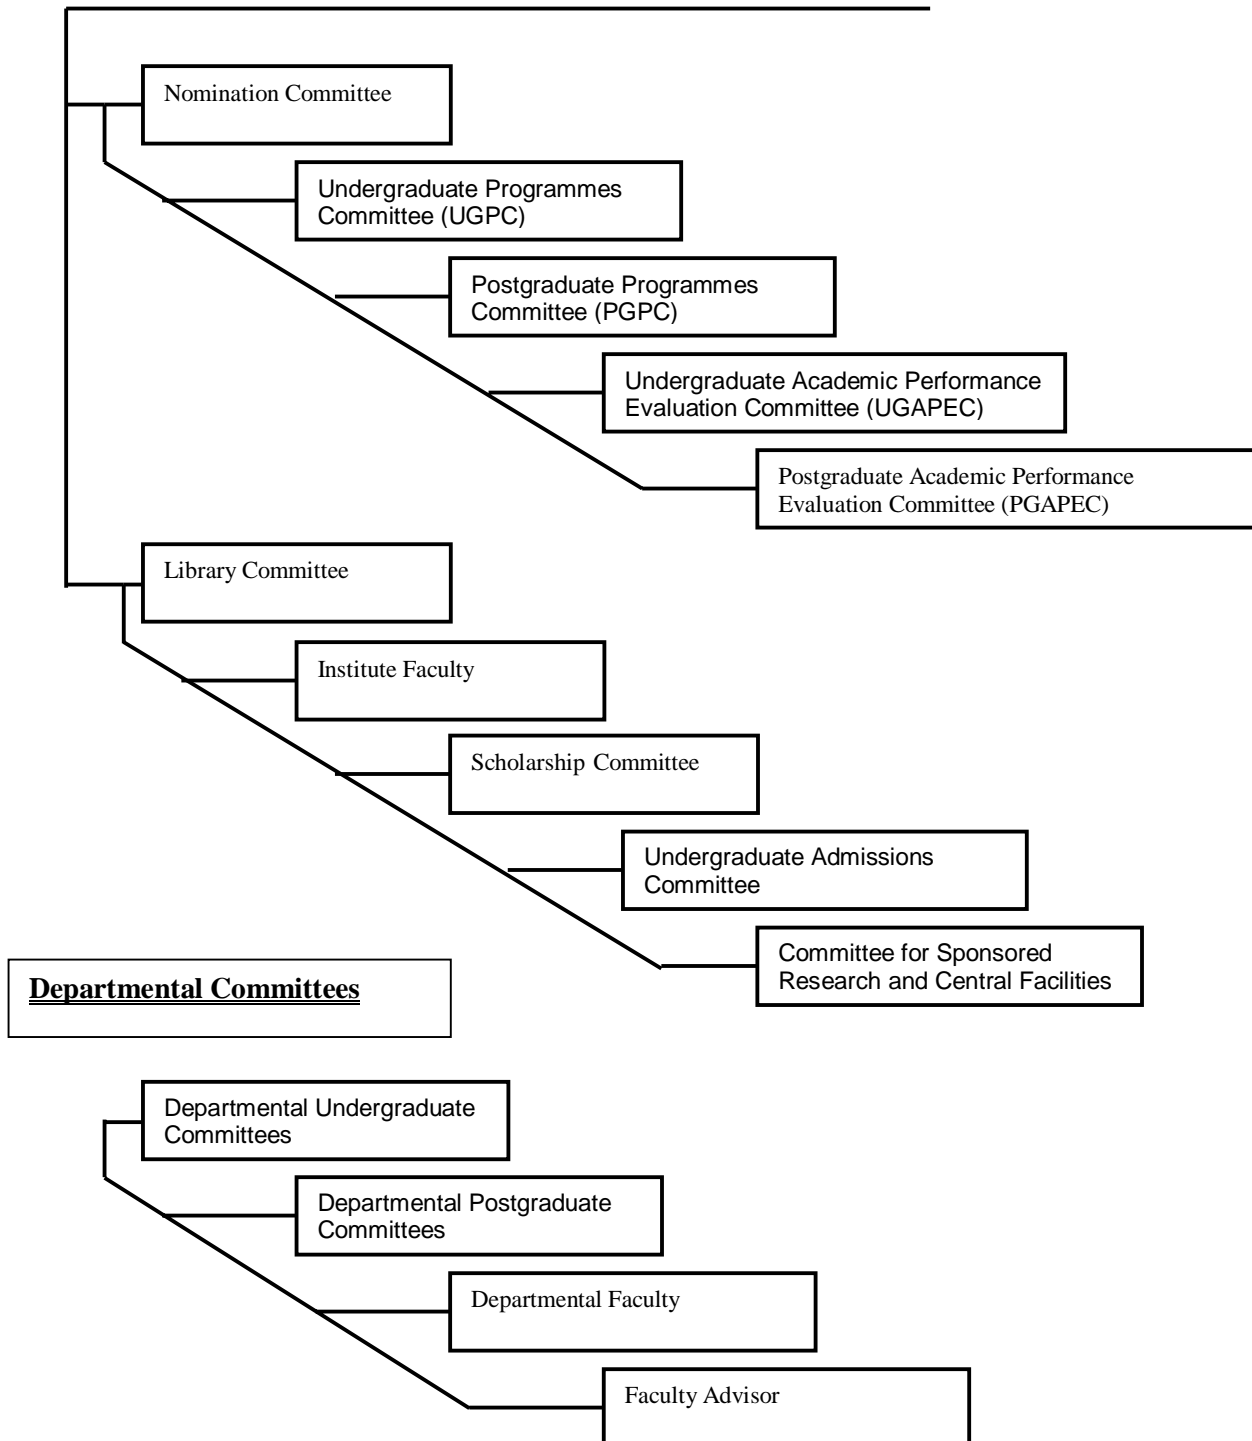 Nomination Committee
Undergraduate Programmes
Committee (UGPC)
Postgraduate Programmes
Committee (PGPC)
Undergraduate Academic Performance
Evaluation Committee (UGAPEC)
Postgraduate Academic Performance
Evaluation Committee (PGAPEC)
Library Committee
Institute Faculty
Scholarship Committee
Undergraduate Admissions
Committee
Committee for Sponsored
Research and Central Facilities
Departmental Committees
Departmental Undergraduate
Committees
Departmental Postgraduate
Committees
Departmental Faculty
Faculty Advisor